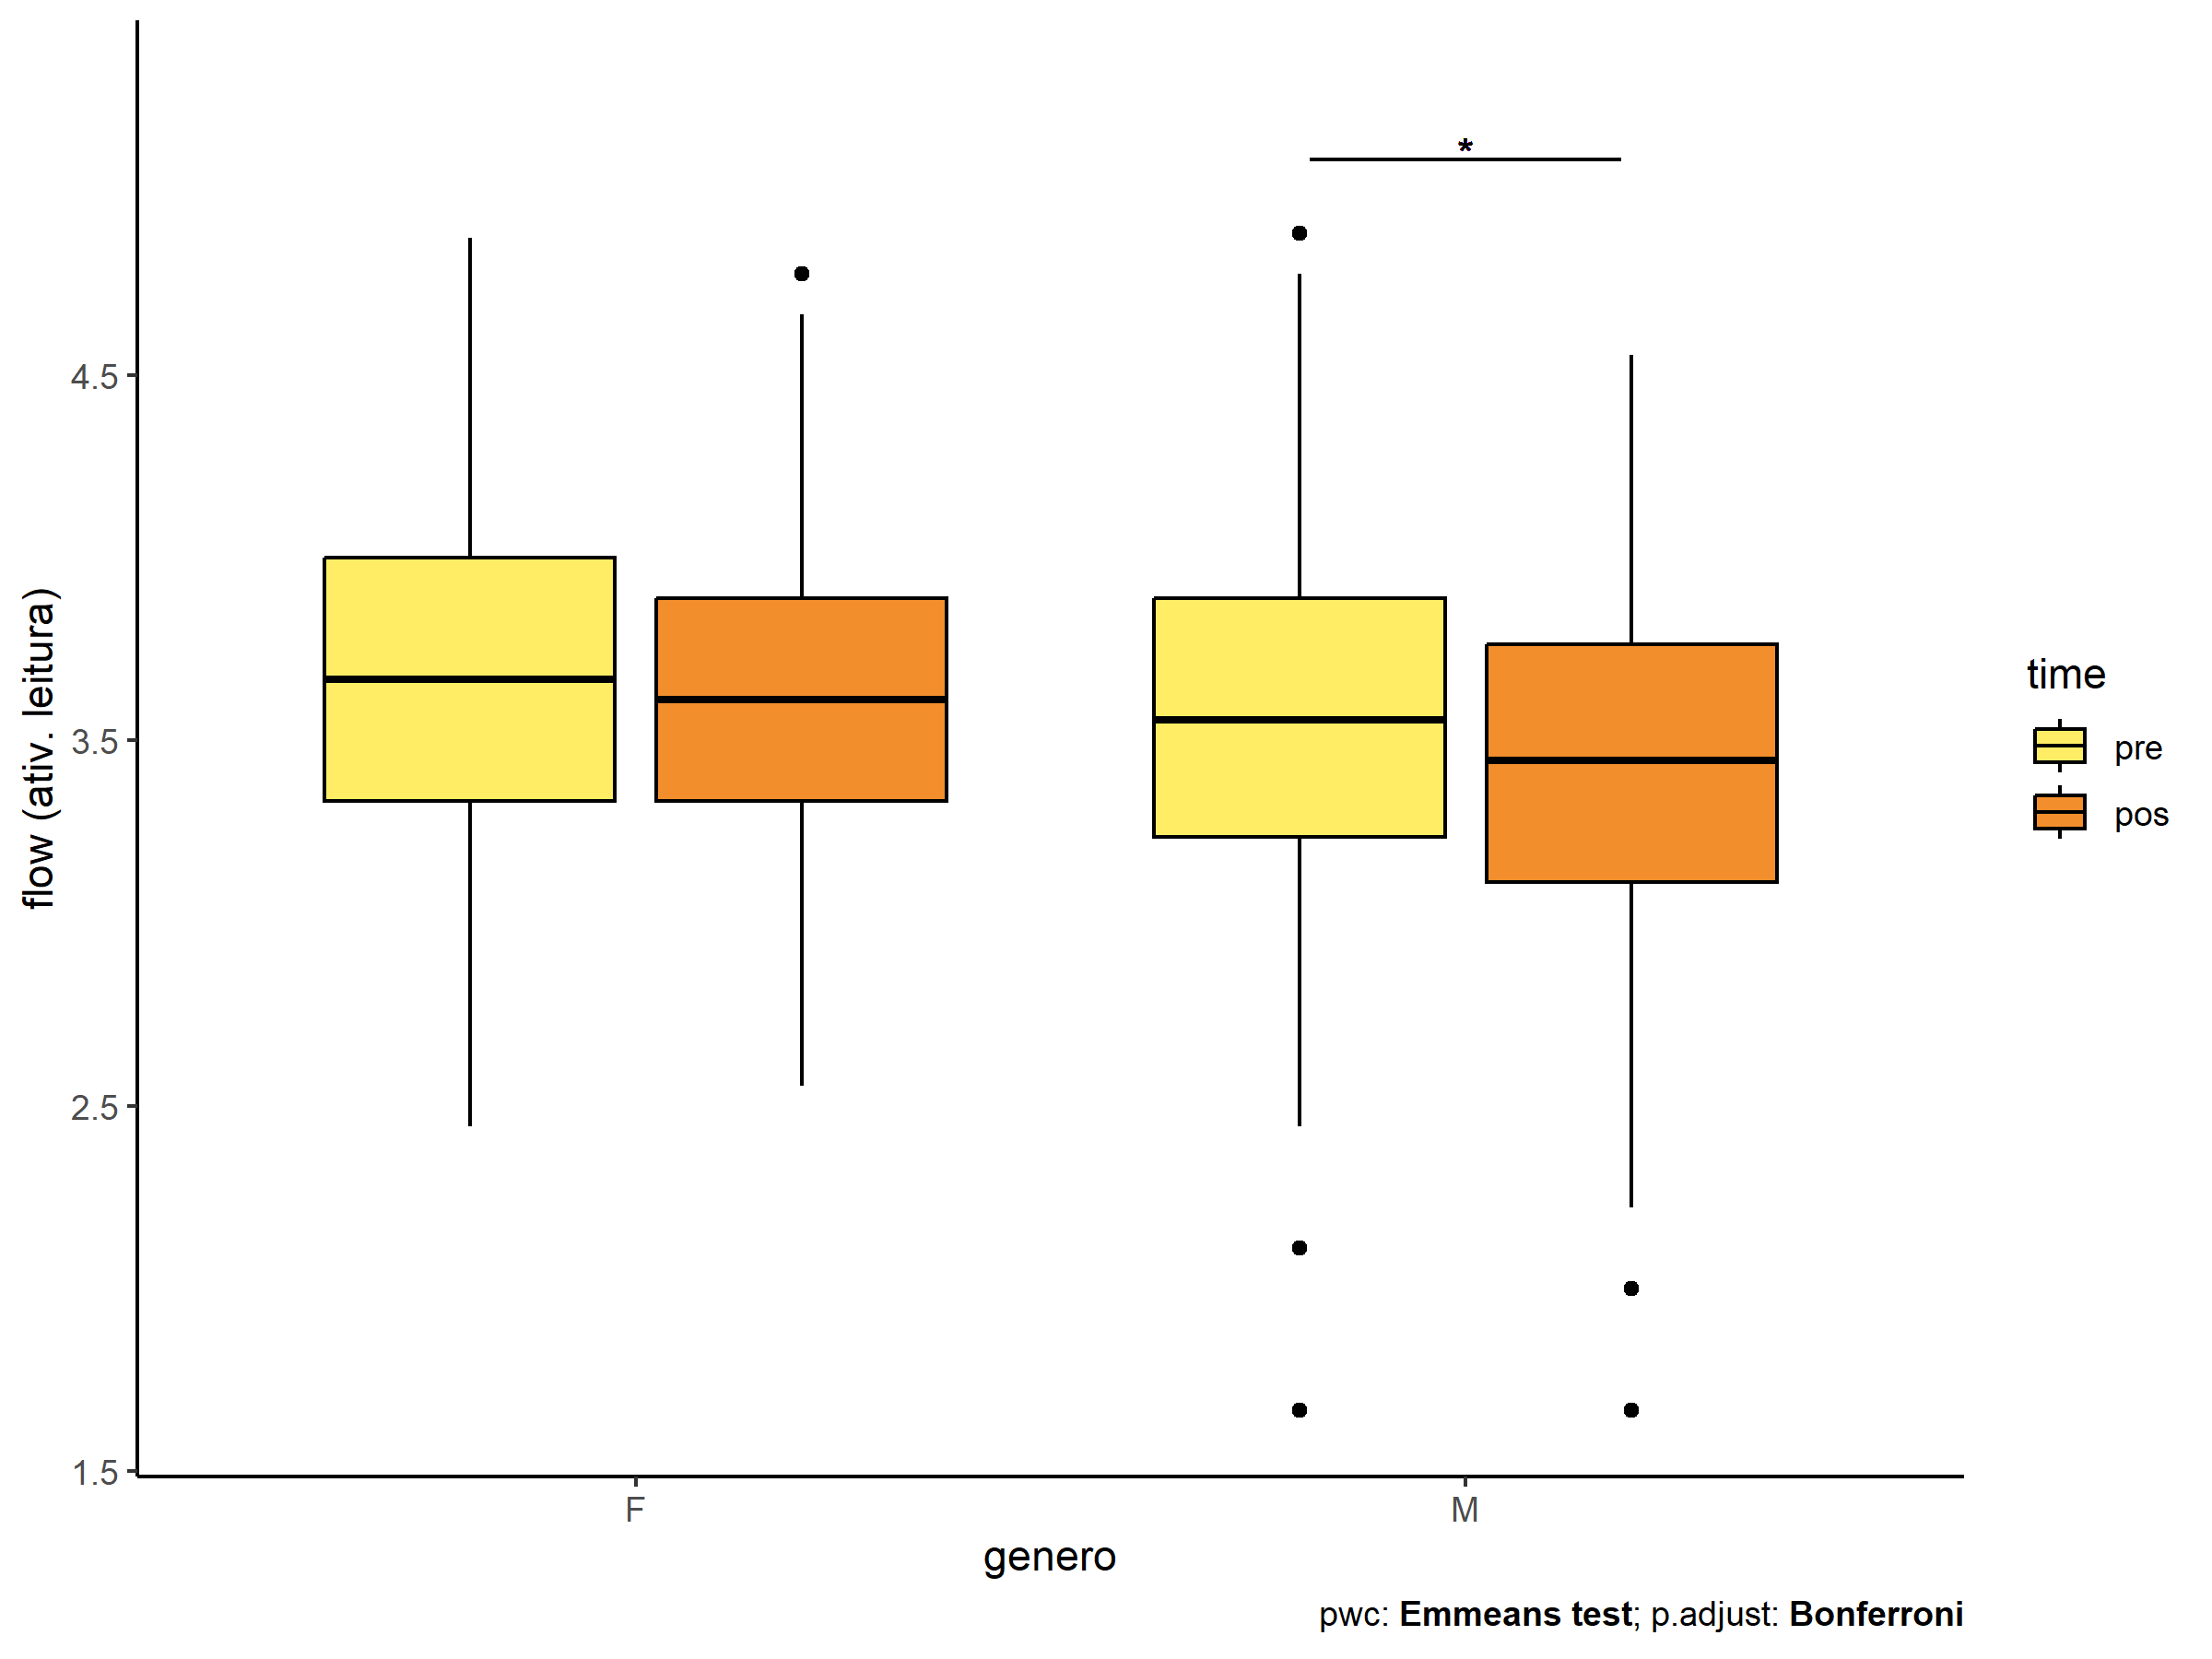 *
4.5
3.5
2.5
1.5
flow (ativ. leitura)
F
M
genero
time
pre
pos
pwc: Emmeans test; p.adjust: Bonferroni